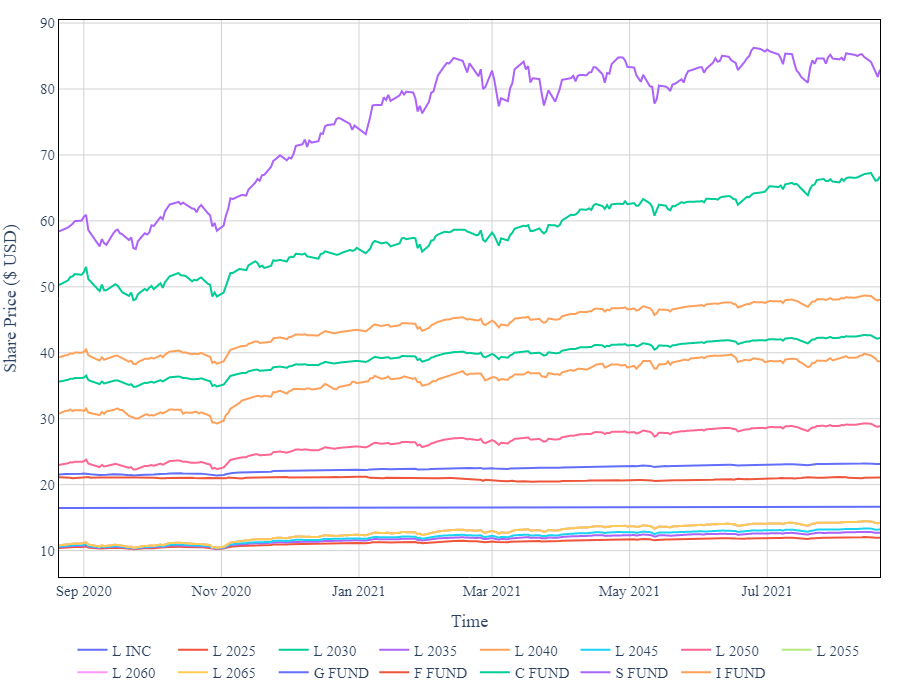 90
80
70
60
50
40
30
20
10
Share Price ($ USD)
Sep 2020 Nov 2020 Jan 2021 Mar 2021 May 2021 Jul 2021
Time
L INC L 2025 L 2030 L 2035 L 2040 L 2045 L 2050 L 2055
L 2060 L 2065 G FUND F FUND C FUND S FUND I FUND